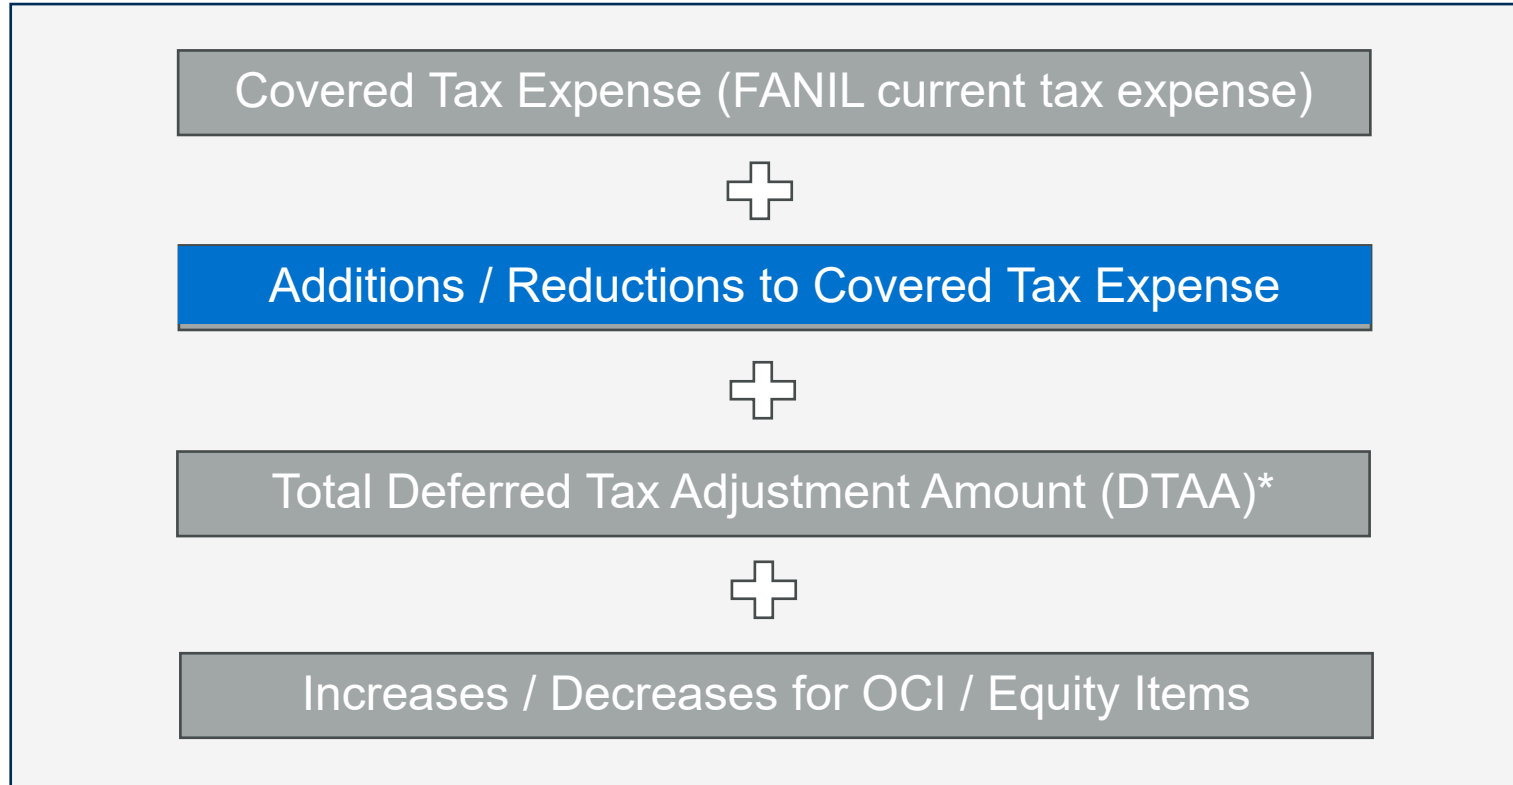 Covered Tax Expense (FANIL current tax expense)
Additions / Reductions to Covered Tax Expense
Total Deferred Tax Adjustment Amount (DTAA)*
Increases / Decreases for OCI / Equity Items